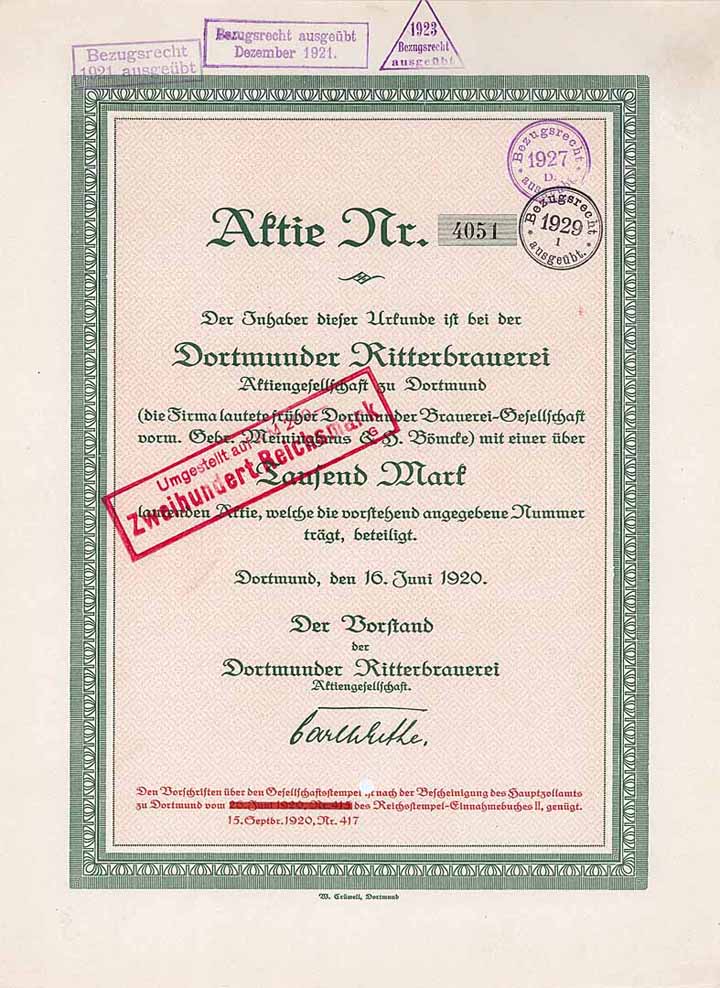 Bezugsrecht
1921 ausgeübt
Bezugsrecht ausgeübt
Dezember 1921.
1923
Bezugsrecht
ausgeübt
Bezugsrecht
1927
D.
Bezugsrecht
1929
1
ausgeübt.
Aktie Nr. 4051
Der Inhaber dieser Urkunde ist bei der
Dortmunder Ritterbrauerei
Aktiengesellschaft zu Dortmund
(die Firma lautete früher Dortmunder Brauerei-Gesellschaft
vorm. Gebr. Meininghaus & H. Bömcke) mit einer über
Tausend Mark
lautenden Aktie, welche die vorstehend angegebene Nummer
trägt, beteiligt.
Umgestellt auf RM 200.-
Zweihundert Reichsmark
Dortmund, den 16. Juni 1920.
Der Vorstand
der
Dortmunder Ritterbrauerei
Aktiengesellschaft.
Den Vorschriften über den Gesellschaftsstempel ist nach der Bescheinigung des Hauptzollamts
zu Dortmund vom 20. Juni 1920, Nr. 415 des Reichsstempel-Einnahmebuches II, genügt.
15. Septbr. 1920, Nr. 417
W. Crüwell, Dortmund